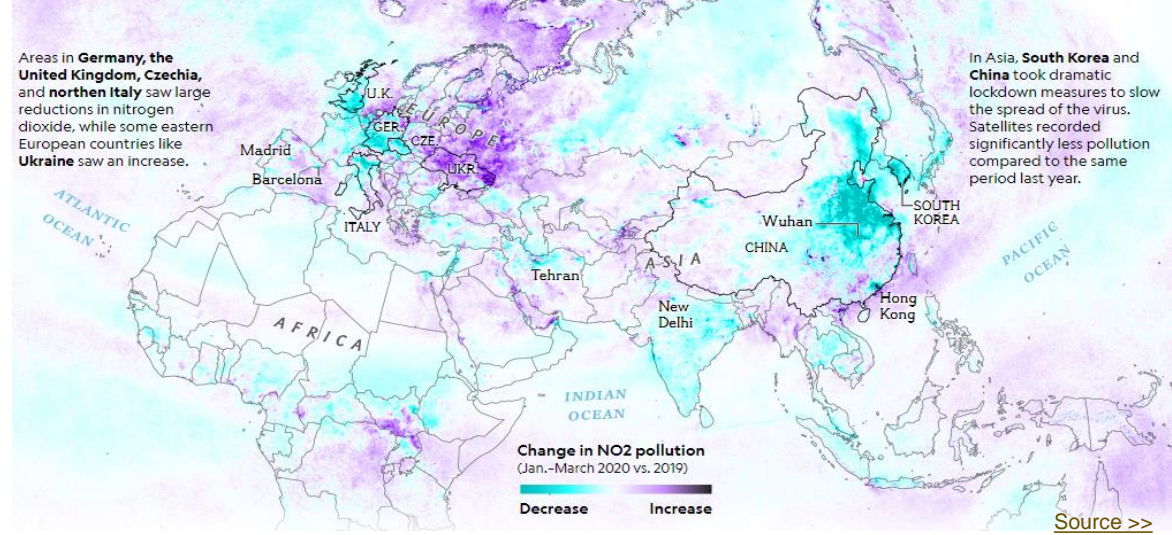 Areas in Germany, the
United Kingdom, Czechia,
and northen Italy saw large
reductions in nitrogen
dioxide, while some eastern
European countries like
Ukraine saw an increase.
In Asia, South Korea and
China took dramatic
lockdown measures to slow
the spread of the virus.
Satellites recorded
significantly less pollution
compared to the same
period last year.
U.K.
GER.
EUROPE
CZE.
UKR.
Madrid
Barcelona
ITALY
ATLANTIC
OCEAN
SOUTH
KOREA
Wuhan
CHINA
PACIFIC
OCEAN
ASIA
Tehran
New
Delhi
Hong
Kong
AFRICA
INDIAN
OCEAN
Change in NO2 pollution
(Jan.–March 2020 vs. 2019)
Decrease Increase
Source >>